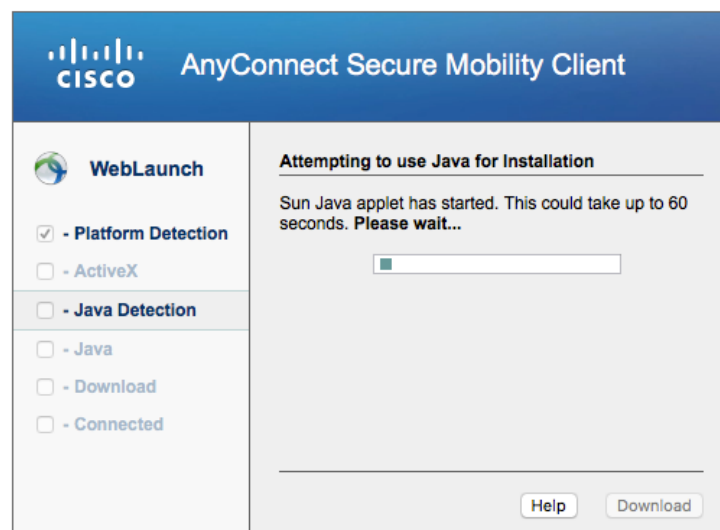 CISCO
AnyConnect Secure Mobility Client
WebLaunch
- Platform Detection
- ActiveX
- Java Detection
- Java
- Download
- Connected
Attempting to use Java for Installation
Sun Java applet has started. This could take up to 60
seconds. Please wait...
Help
Download